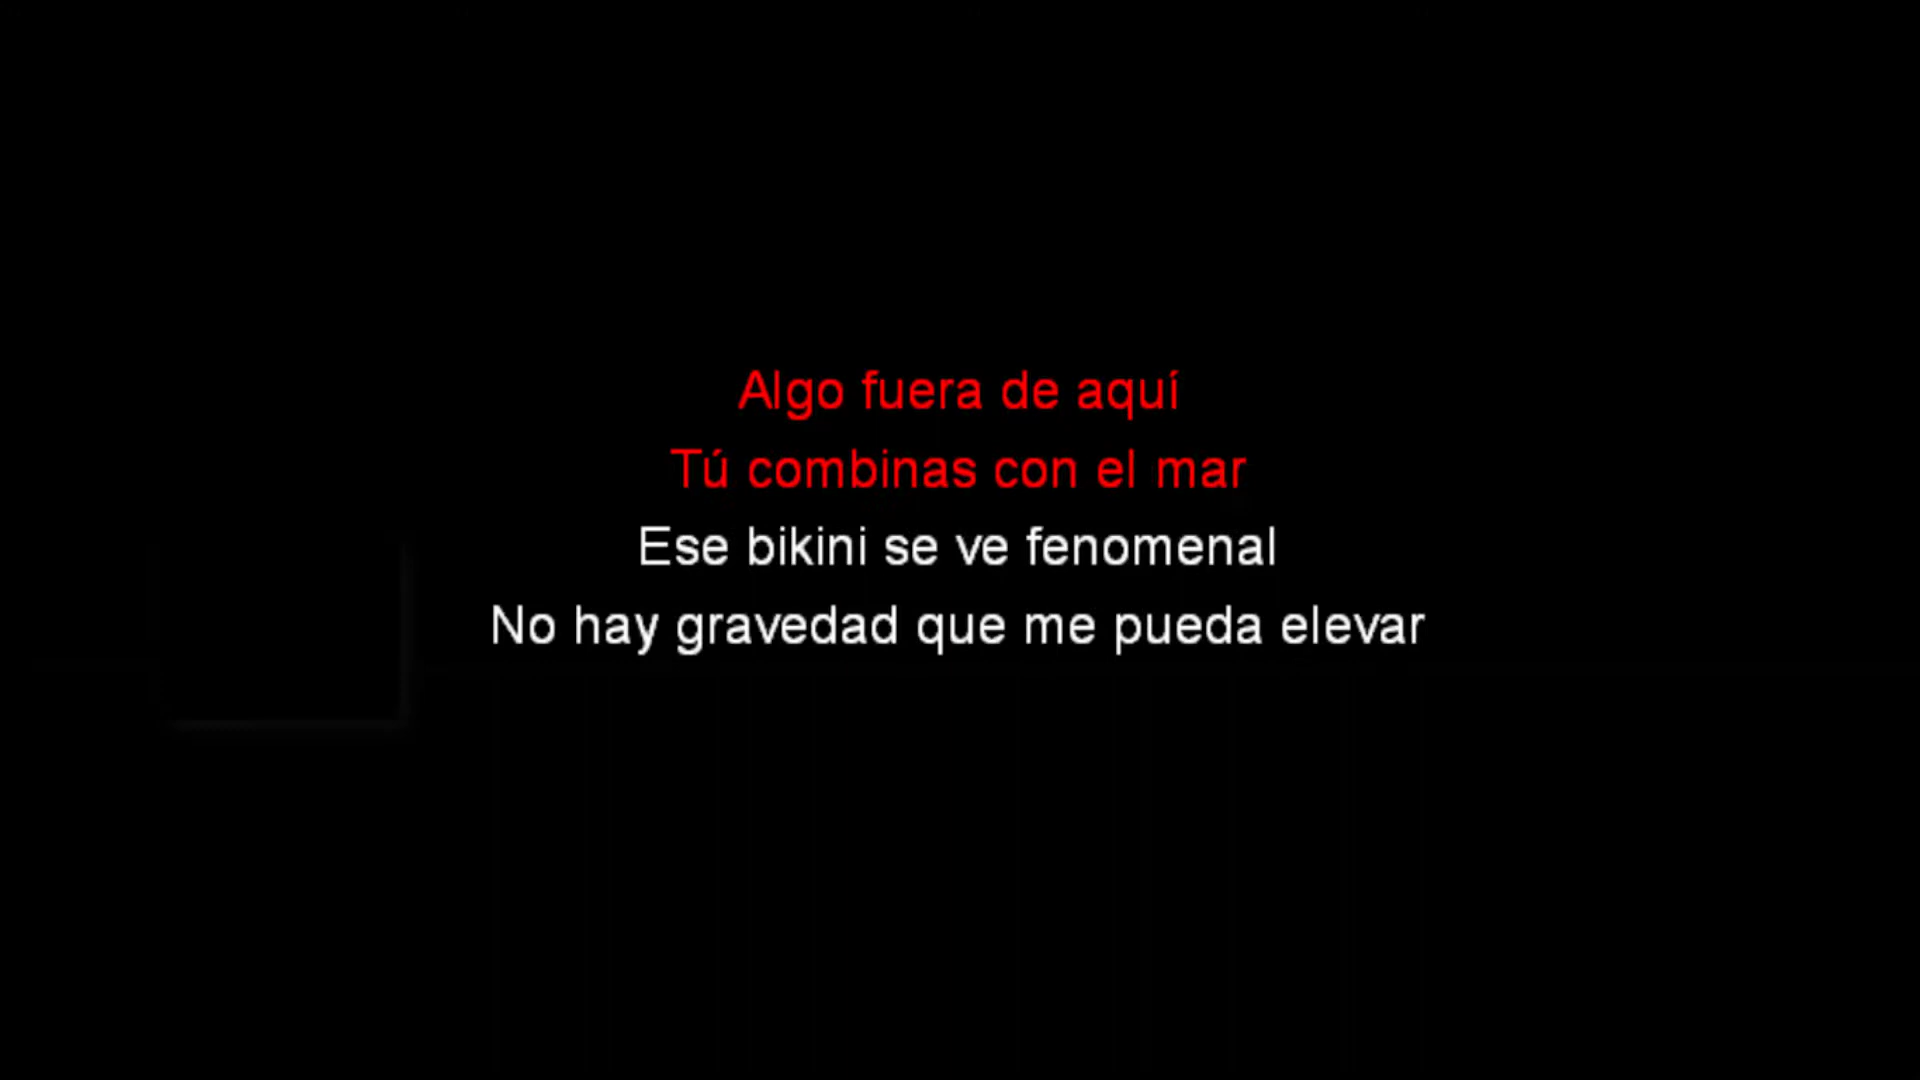 Algo fuera de aquí
Tú combinas con el mar
Ese bikini se ve fenomenal
No hay gravedad que me pueda elevar